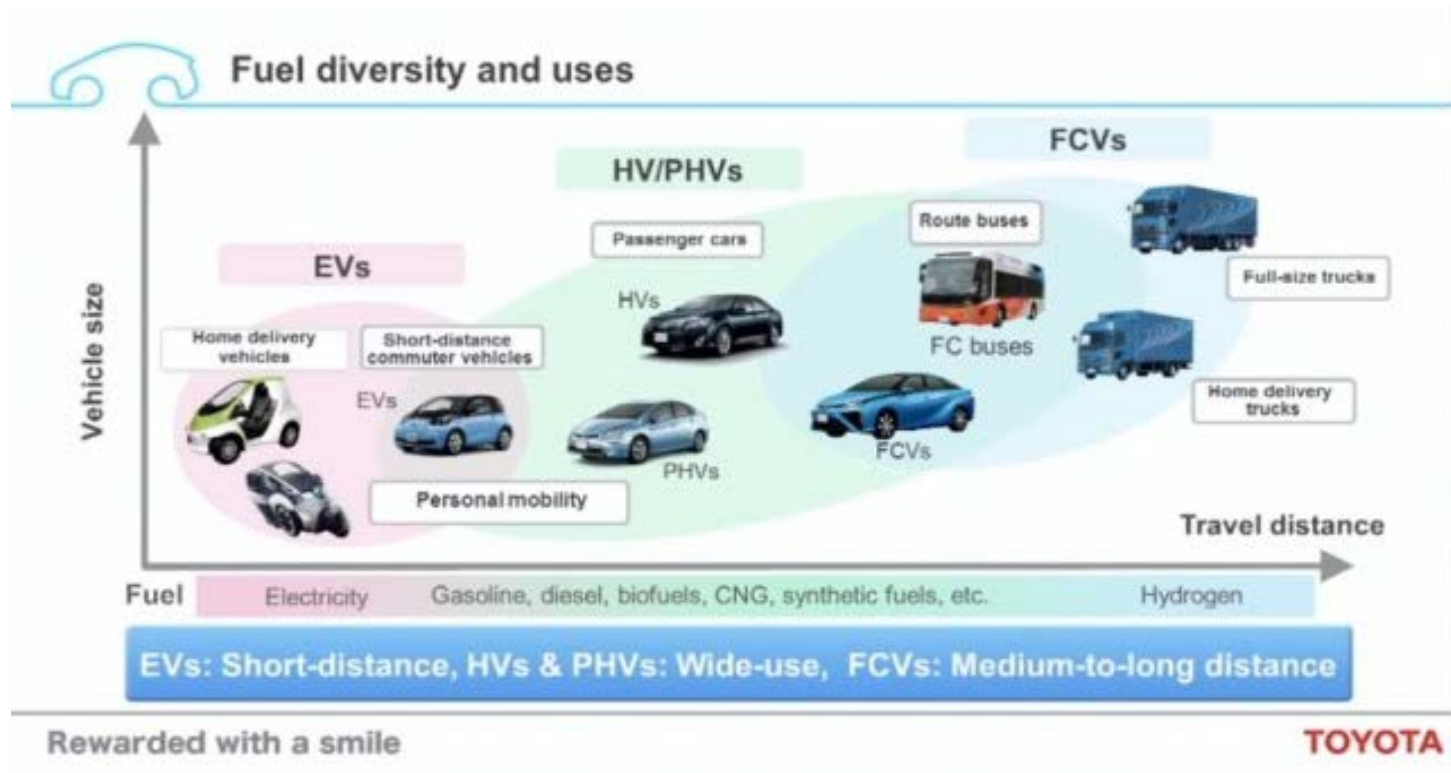 Fuel diversity and uses
FCVs
HV/PHVs
EVs
Vehicle size
Home delivery
vehicles
Short-distance
commuter vehicles
EVs
Personal mobility
Passenger cars
HVs
PHVs
Route buses
FC buses
FCVs
Full-size trucks
Home delivery
trucks
Travel distance
Fuel
Electricity
Gasoline, diesel, biofuels, CNG, synthetic fuels, etc.
Hydrogen
EVs: Short-distance, HVs & PHVs: Wide-use, FCVs: Medium-to-long distance
Rewarded with a smile
TOYOTA